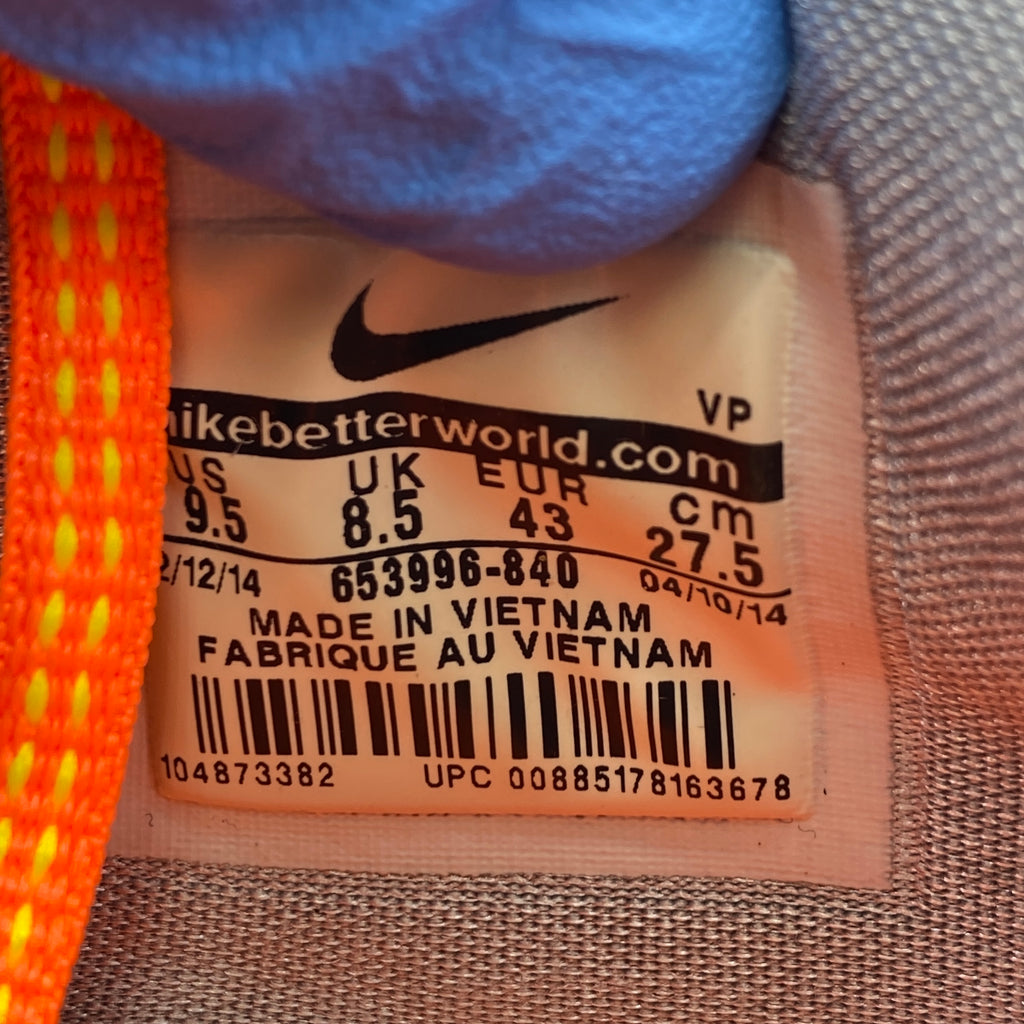 VP
nikebetterworld.com
US UK EUR cm
9.5 8.5 43 27.5
2/12/14 653996-840 04/10/14
MADE IN VIETNAM
FABRIQUE AU VIETNAM
104873382 UPC 00885178163678